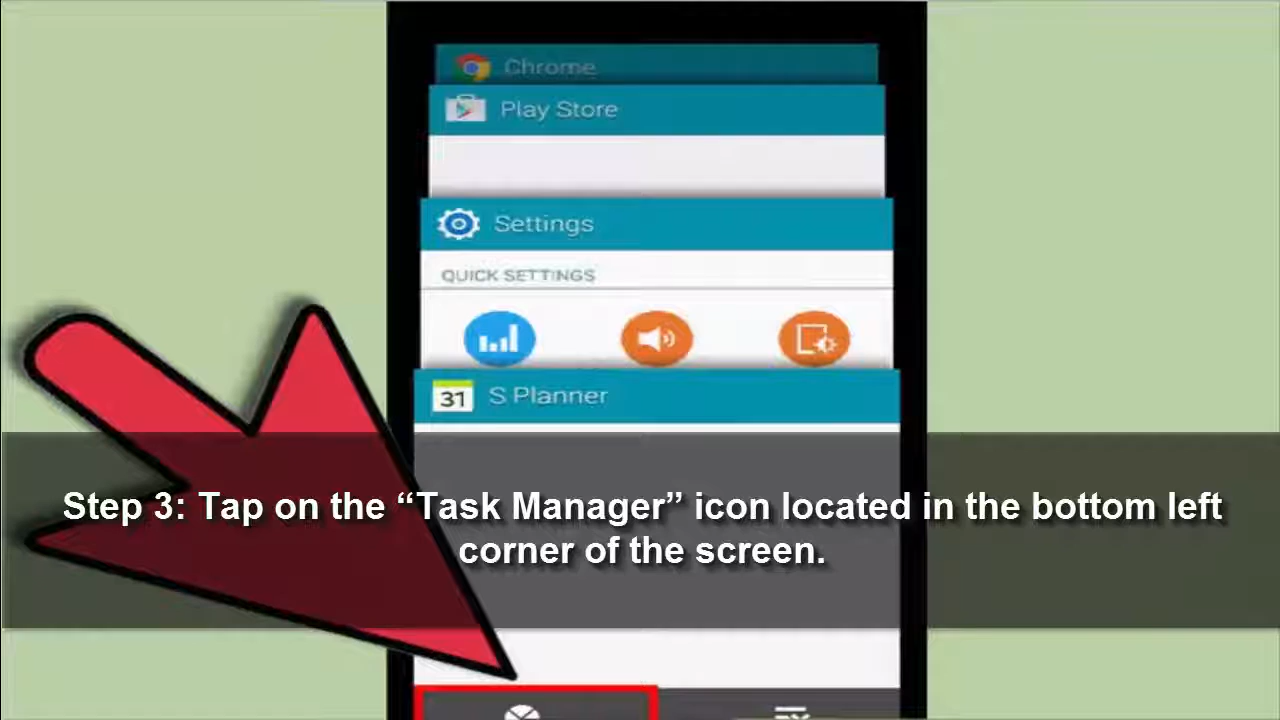 Chrome
Play Store
Settings
QUICK SETTINGS
31 S Planner
Step 3: Tap on the “Task Manager” icon located in the bottom left
corner of the screen.